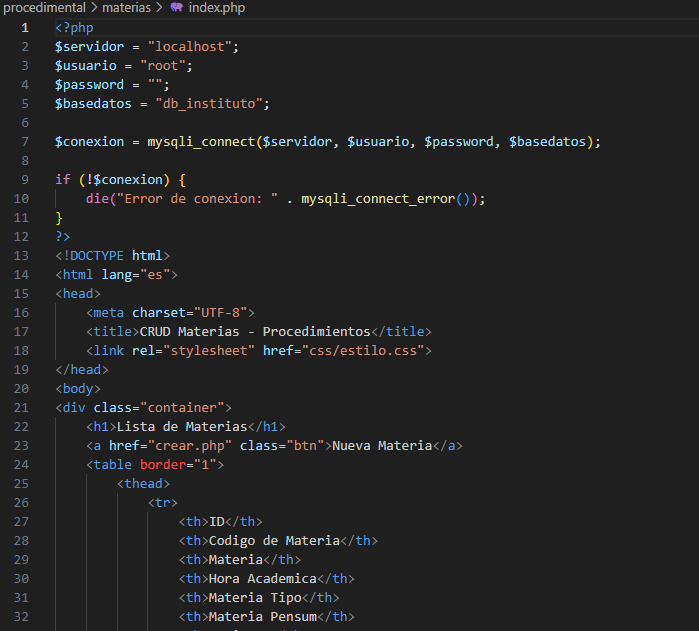 procedimental > materias > index.php
1 <?php
2 $servidor = "localhost";
3 $usuario = "root";
4 $password = "";
5 $basedatos = "db_instituto";
6
7 $conexion = mysqli_connect($servidor, $usuario, $password, $basedatos);
8
9 if (!$conexion) {
10     die("Error de conexion: " . mysqli_connect_error());
11 }
12 ?>
13 <!DOCTYPE html>
14 <html lang="es">
15 <head>
16     <meta charset="UTF-8">
17     <title>CRUD Materias - Procedimientos</title>
18     <link rel="stylesheet" href="css/estilo.css">
19 </head>
20 <body>
21 <div class="container">
22     <h1>Lista de Materias</h1>
23     <a href="crear.php" class="btn">Nueva Materia</a>
24     <table border="1">
25         <thead>
26             <tr>
27                 <th>ID</th>
28                 <th>Codigo de Materia</th>
29                 <th>Materia</th>
30                 <th>Hora Academica</th>
31                 <th>Materia Tipo</th>
32                 <th>Materia Pensum</th>